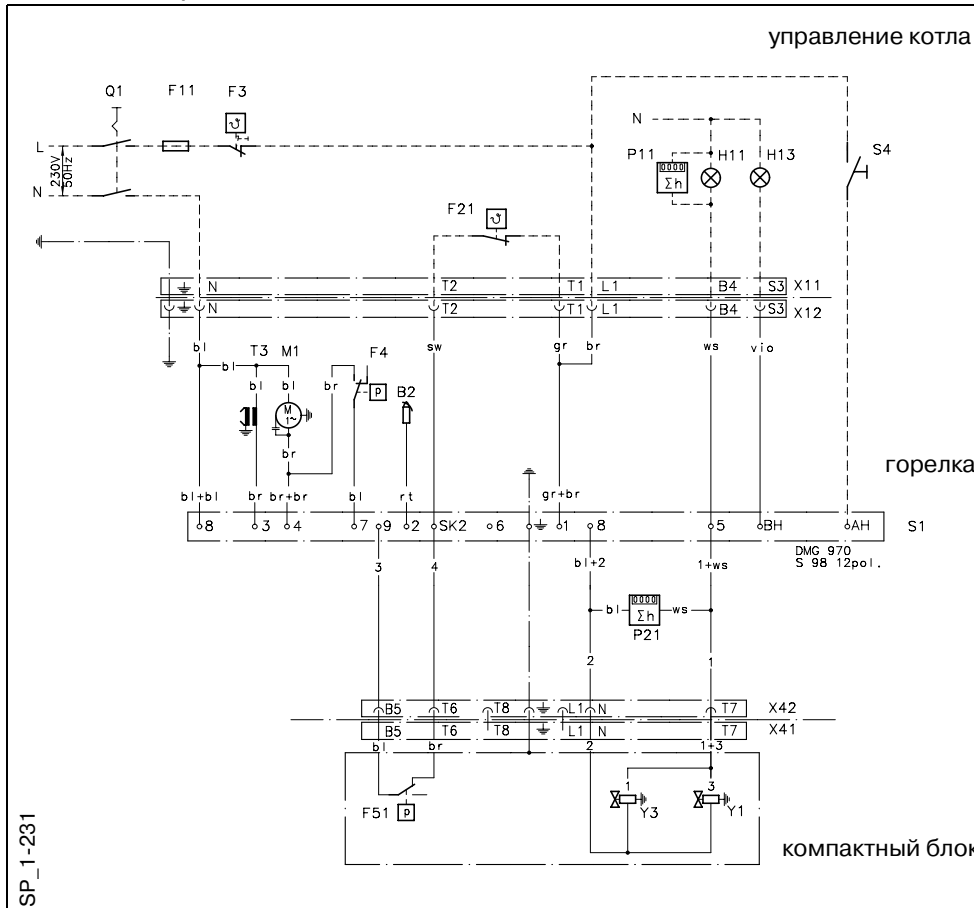 управление котла
Q1 F11 F3
N
P11 H11 H13 S4
L
0000
Σh
230V
50Hz
N
F21
N T2 T1 L1 B4 S3 X11
N T2 T1 L1 B4 S3 X12
bl sw gr br ws vio
T3 M1 F4
bl bl bl br
P B2
M
1~
br
горелка
bl+bl br br+br bl rt gr+br
8 3 4 7 9 2 SK2 6 1 8 5 BH AH S1
DMG 970
S 98 12pol.
3 4 bl+2 1+ws
0000
bl Σh ws
P21
2 1
B5 T6 T8 L1 N T7 X42
B5 T6 T8 L1 N T7 X41
bl br 2 1+3
1 3
F51 P Y3 Y1
компактный блок
SP_1-231